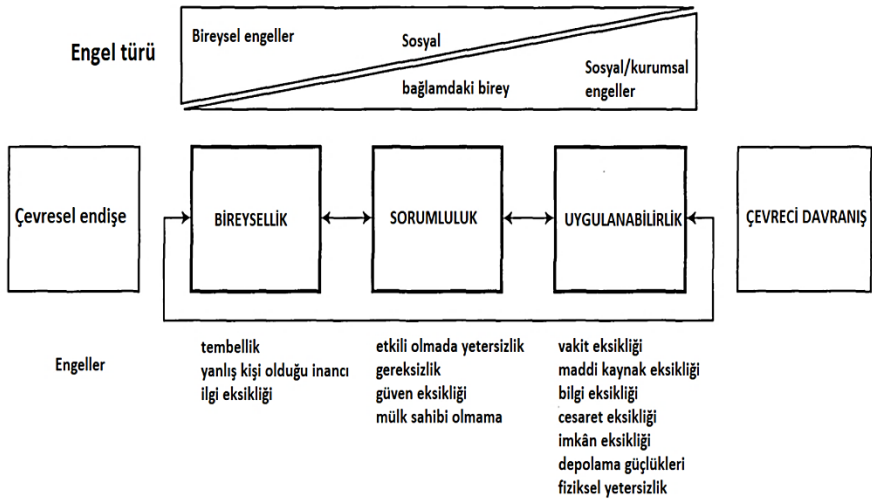 Engel türü
Bireysel engeller
Sosyal
bağlamdaki birey
Sosyal/kurumsal
engeller
Çevresel endişe
BİREYSELLİK
SORUMLULUK
UYGULANABİLİRLİK
ÇEVRECİ DAVRANIŞ
Engeller
tembellik
yanlış kişi olduğu inancı
ilgi eksikliği
etkili olmada yetersizlik
gereksizlik
güven eksikliği
mülk sahibi olmama
vakit eksikliği
maddi kaynak eksikliği
bilgi eksikliği
cesaret eksikliği
imkân eksikliği
depolama güçlükleri
fiziksel yetersizlik